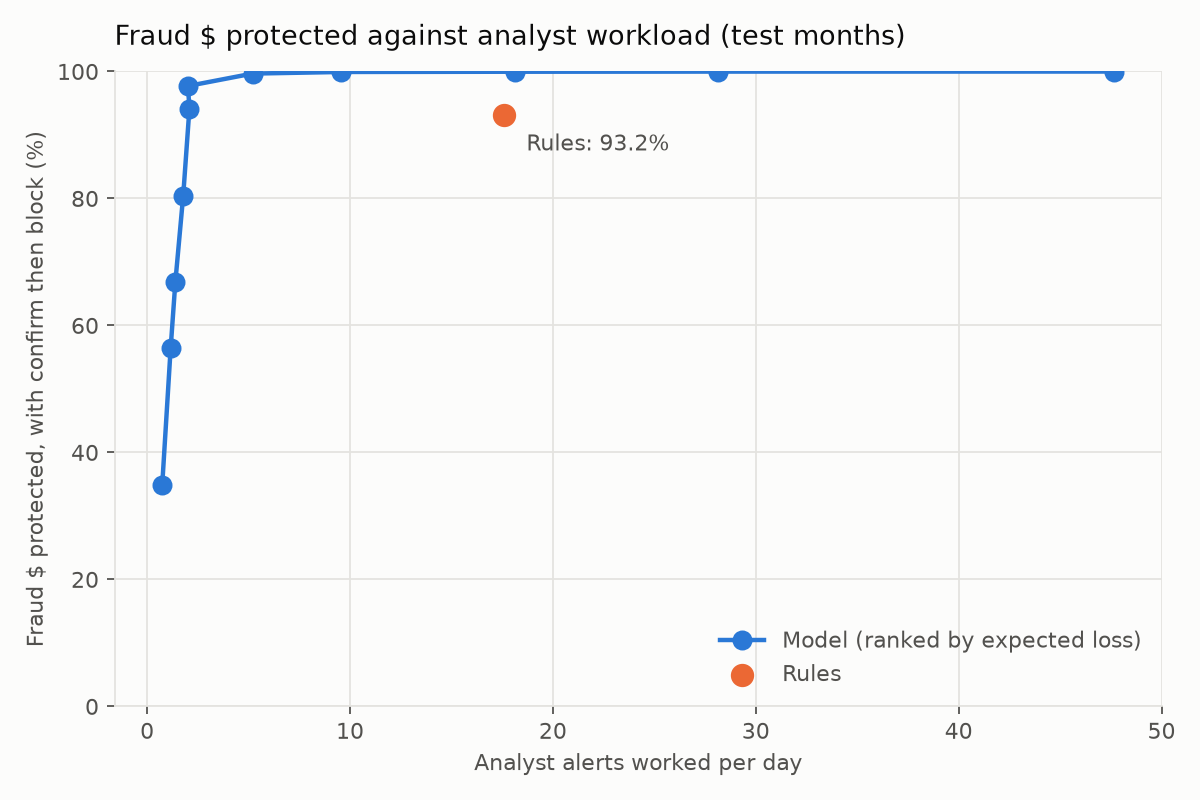 Fraud $ protected against analyst workload (test months)
Fraud $ protected, with confirm then block (%)
100
80
60
40
20
0
Rules: 93.2%
Model (ranked by expected loss)
Rules
0 10 20 30 40 50
Analyst alerts worked per day